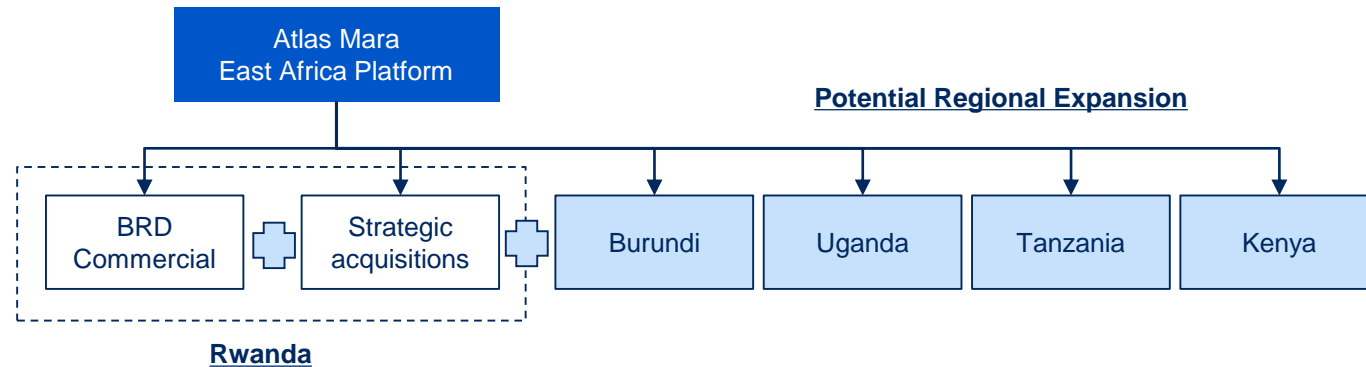 Atlas Mara
East Africa Platform
Potential Regional Expansion
BRD
Commercial
Strategic
acquisitions
Burundi
Uganda
Tanzania
Kenya
Rwanda